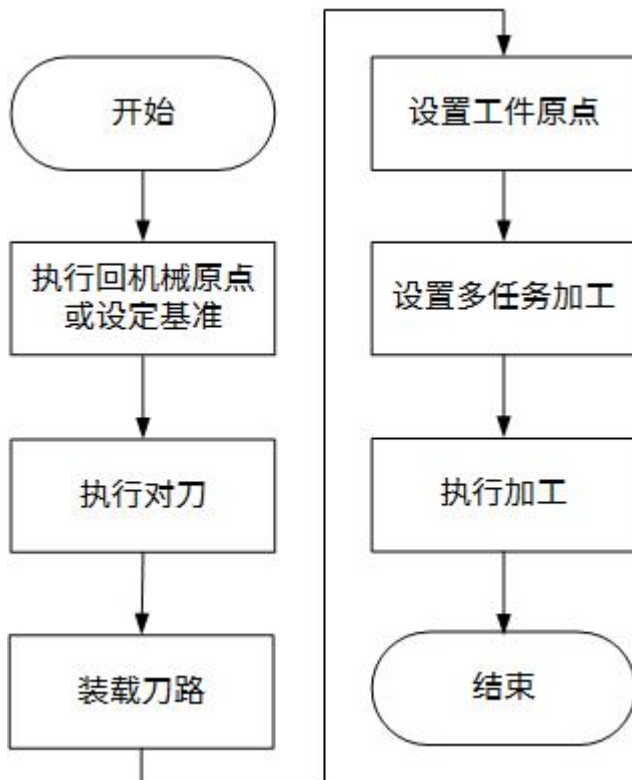 开始
执行回机械原点
或设定基准
执行对刀
装载刀路
设置工件原点
设置多任务加工
执行加工
结束